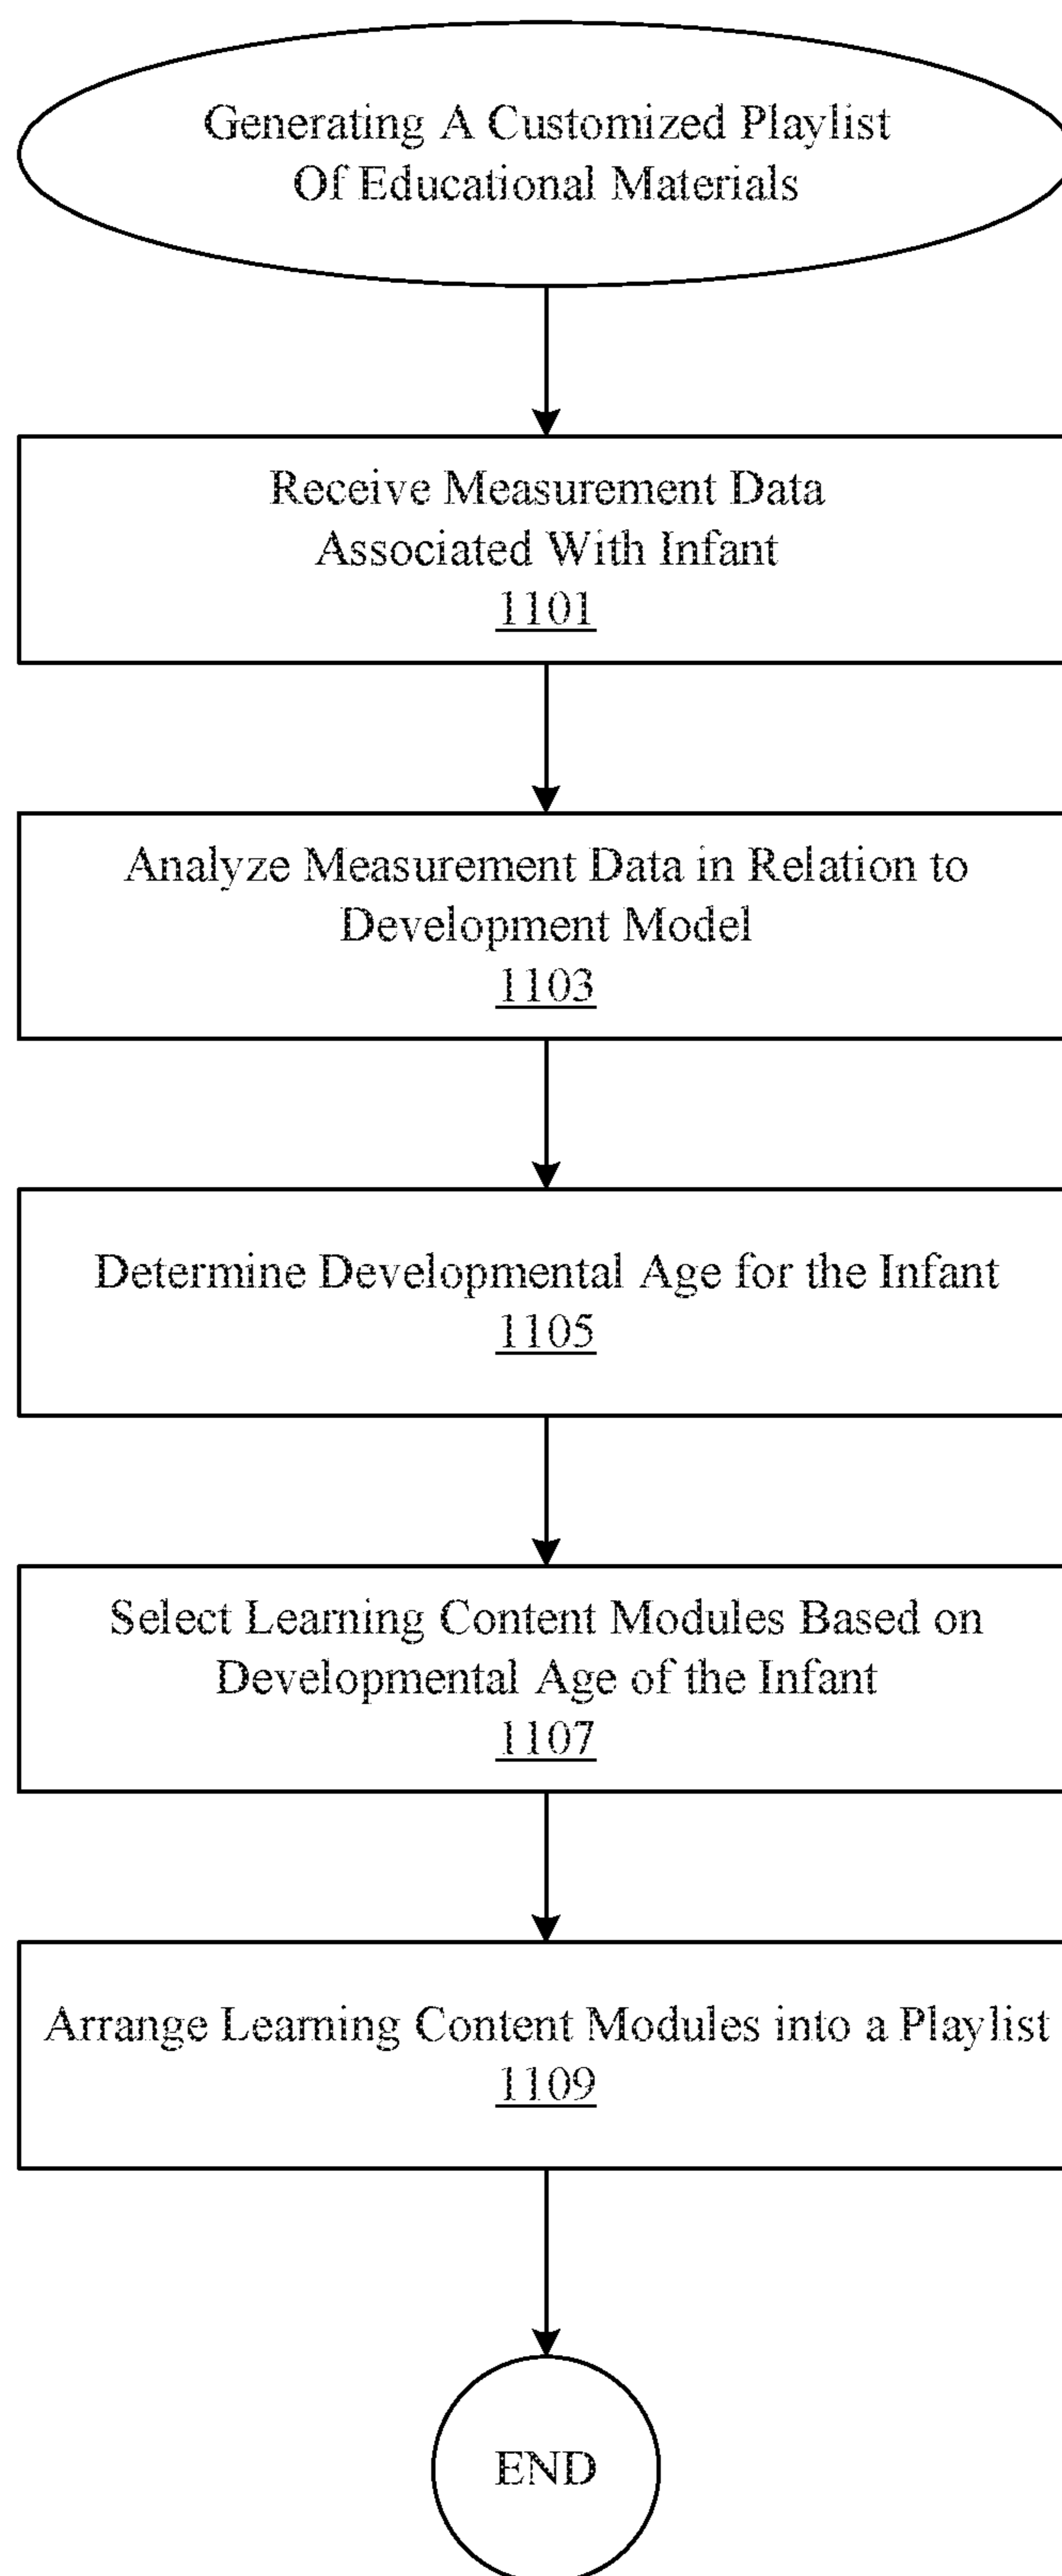 Generating A Customized Playlist
Of Educational Materials
Receive Measurement Data
Associated With Infant
1101
Analyze Measurement Data in Relation to
Development Model
1103
Determine Developmental Age for the Infant
1105
Select Learning Content Modules Based on
Developmental Age of the Infant
1107
Arrange Learning Content Modules into a Playlist
1109
END